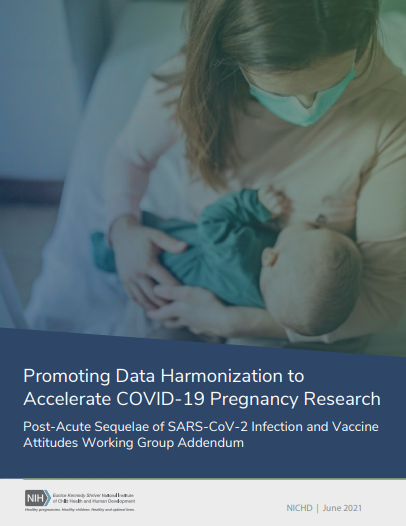 Promoting Data Harmonization to
Accelerate COVID-19 Pregnancy Research
Post-Acute Sequelae of SARS-CoV-2 Infection and Vaccine
Attitudes Working Group Addendum
NIH
Eunice Kennedy Shriver National Institute
of Child Health and Human Development
Healthy pregnancies. Healthy children. Healthy and optimal lives.
NICHD | June 2021